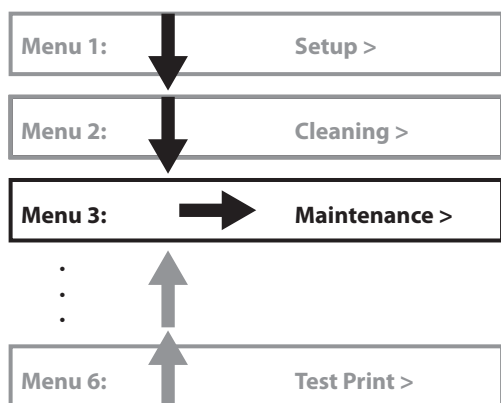 Menu 1: Setup >
Menu 2: Cleaning >
Menu 3: Maintenance >
.
.
.
Menu 6: Test Print >